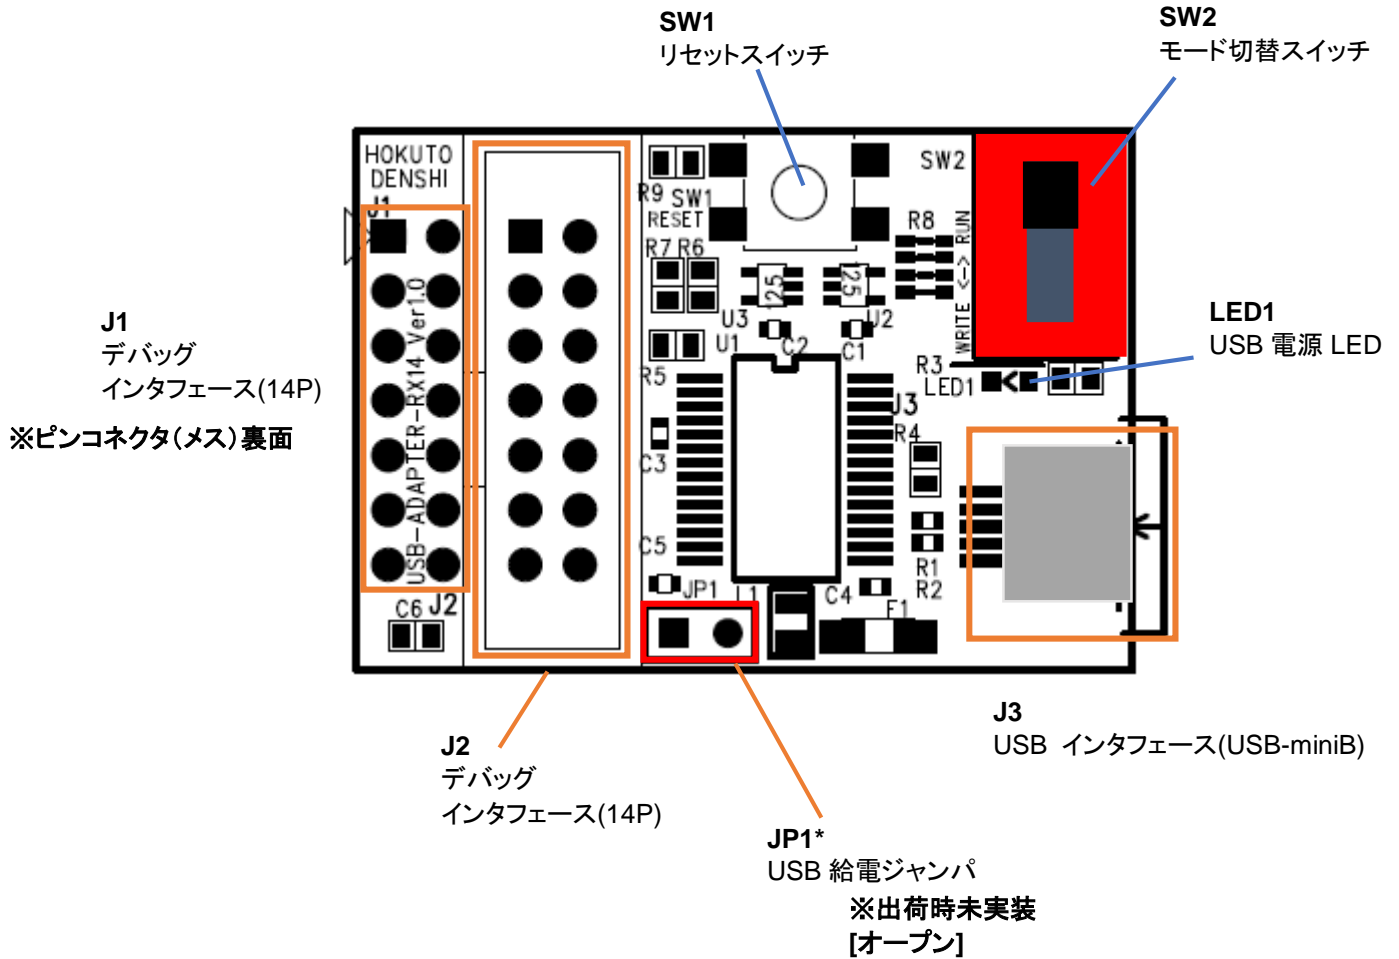 SW1
リセットスイッチ
SW2
モード切替スイッチ
HOKUTO
DENSHI
J1
R9
SW1
RESET
R7
R6
SW2
R8
WRITE <-> RUN
125
125
U3
U2
U1
C2
C1
R5
R3
LED1
J3
R4
C3
C5
R1
R2
JP1
L1
C4
F1
C6
J2
USB-ADAPTER-RX14 Ver1.0
J1
デバッグ
インタフェース(14P)
※ピンコネクタ(メス)裏面
LED1
USB 電源 LED
J3
USB インタフェース(USB-miniB)
J2
デバッグ
インタフェース(14P)
JP1*
USB 給電ジャンパ
※出荷時未実装
[オープン]